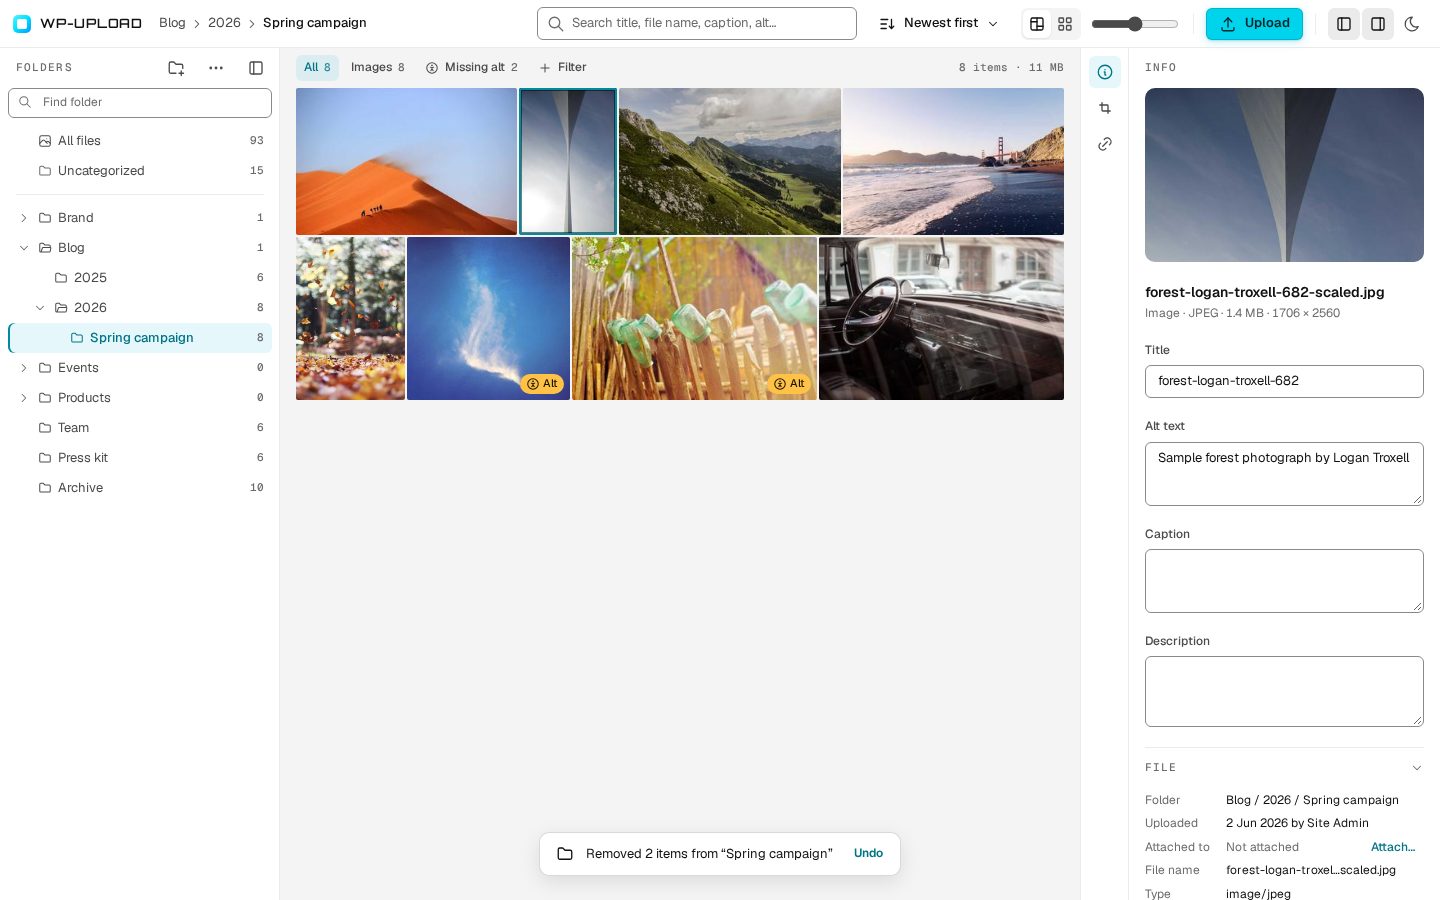 WP-UPLOAD
Blog > 2026 > Spring campaign
Search title, file name, caption, alt...
Newest first
Upload
FOLDERS
Find folder
All files 93
Uncategorized 15
Brand 1
Blog 1
2025 6
2026 8
Spring campaign 8
Events 0
Products 0
Team 6
Press kit 6
Archive 10
All 8 Images 8 Missing alt 2 Filter
8 items · 11 MB
Alt
Alt
Removed 2 items from “Spring campaign” Undo
INFO
forest-logan-troxell-682-scaled.jpg
Image · JPEG · 1.4 MB · 1706 × 2560
Title
forest-logan-troxell-682
Alt text
Sample forest photograph by Logan Troxell
Caption
Description
FILE
Folder Blog / 2026 / Spring campaign
Uploaded 2 Jun 2026 by Site Admin
Attached to Not attached Attach...
File name forest-logan-troxel...scaled.jpg
Type image/jpeg